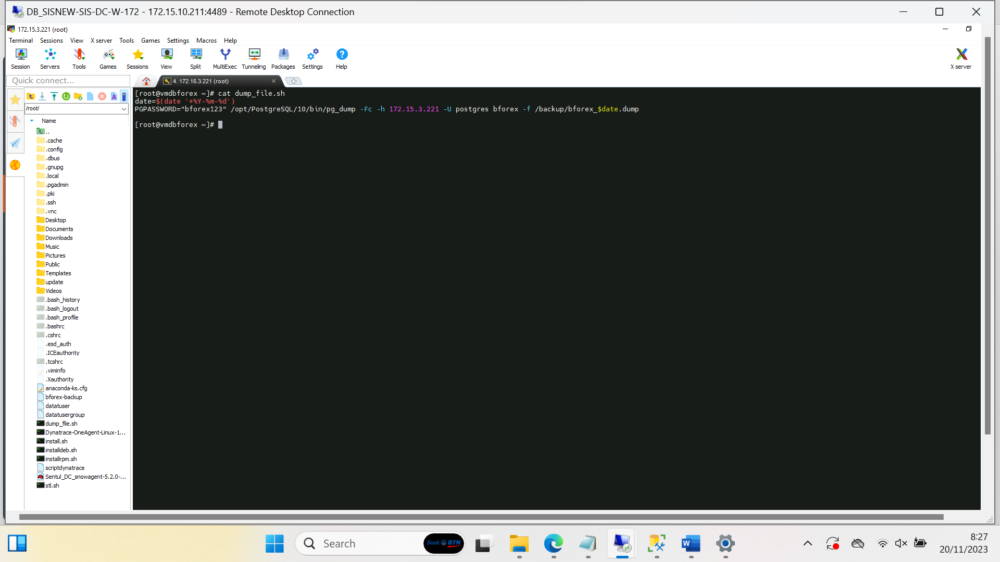 DB_SISNEW-SIS-DC-W-172 - 172.15.10.211:4489 - Remote Desktop Connection
172.15.3.221 (root)
Terminal Sessions View X server Tools Games Settings Macros Help
Session Servers Tools Games Sessions View Split MultiExec Tunneling Packages Settings Help X server
Quick connect...
4. 172.15.3.221 (root)
/root/
Name
..
.cache
.config
.dbus
.gnupg
.local
.pgadmin
.pki
.ssh
.vnc
Desktop
Documents
Downloads
Music
Pictures
Public
Templates
update
Videos
.bash_history
.bash_logout
.bash_profile
.bashrc
.cshrc
.esd_auth
.ICEauthority
.tcshrc
.viminfo
.Xauthority
anaconda-ks.cfg
bforex-backup
datatuser
datatusergroup
dump_file.sh
Dynatrace-OneAgent-Linux-1...
install.sh
installdeb.sh
installrpm.sh
scriptdynatrace
Sentul_DC_snowagent-5.2.0-...
stl.sh
[root@vmdbforex ~]# cat dump_file.sh
date=$(date '+%Y-%m-%d')
PGPASSWORD="bforex123" /opt/PostgreSQL/10/bin/pg_dump -Fc -h 172.15.3.221 -U postgres bforex -f /backup/bforex_$date.dump
[root@vmdbforex ~]#
Search
Bank BTN
8:27
20/11/2023